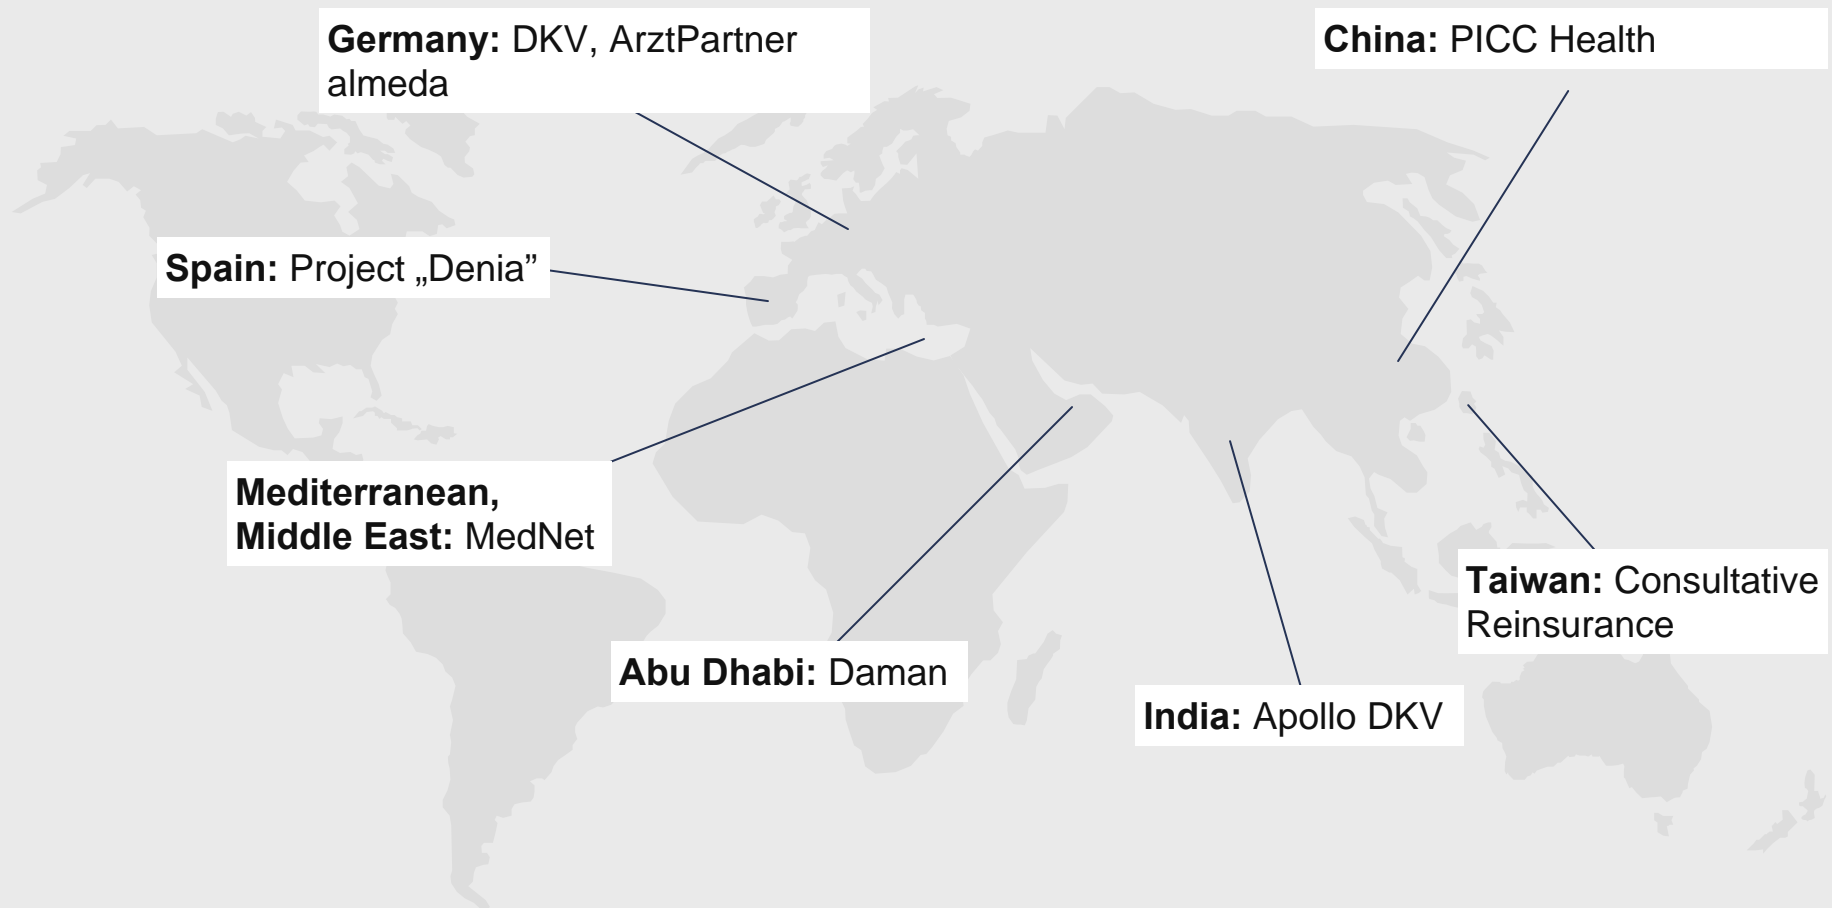 Germany: DKV, ArztPartner
almeda
China: PICC Health
Spain: Project „Denia”
Mediterranean,
Middle East: MedNet
Taiwan: Consultative
Reinsurance
Abu Dhabi: Daman
India: Apollo DKV